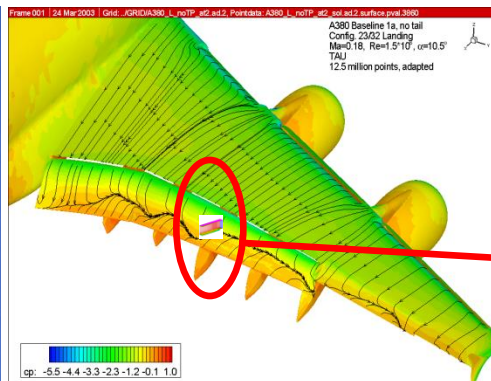 Frame 001 | 24 Mar 2003 | Grid: ../GRID/A380_L_noTP_at2.ad.2, Pointdata: A380_L_noTP_at2_sol.ad.2.surface.pval.3860
A380 Baseline 1a, no tail
Config. 23/32 Landing
Ma=0.18, Re=1.5*10⁷, α=10.5°
TAU
12.5 million points, adapted
cp: -5.5 -4.4 -3.3 -2.3 -1.2 -0.1 1.0